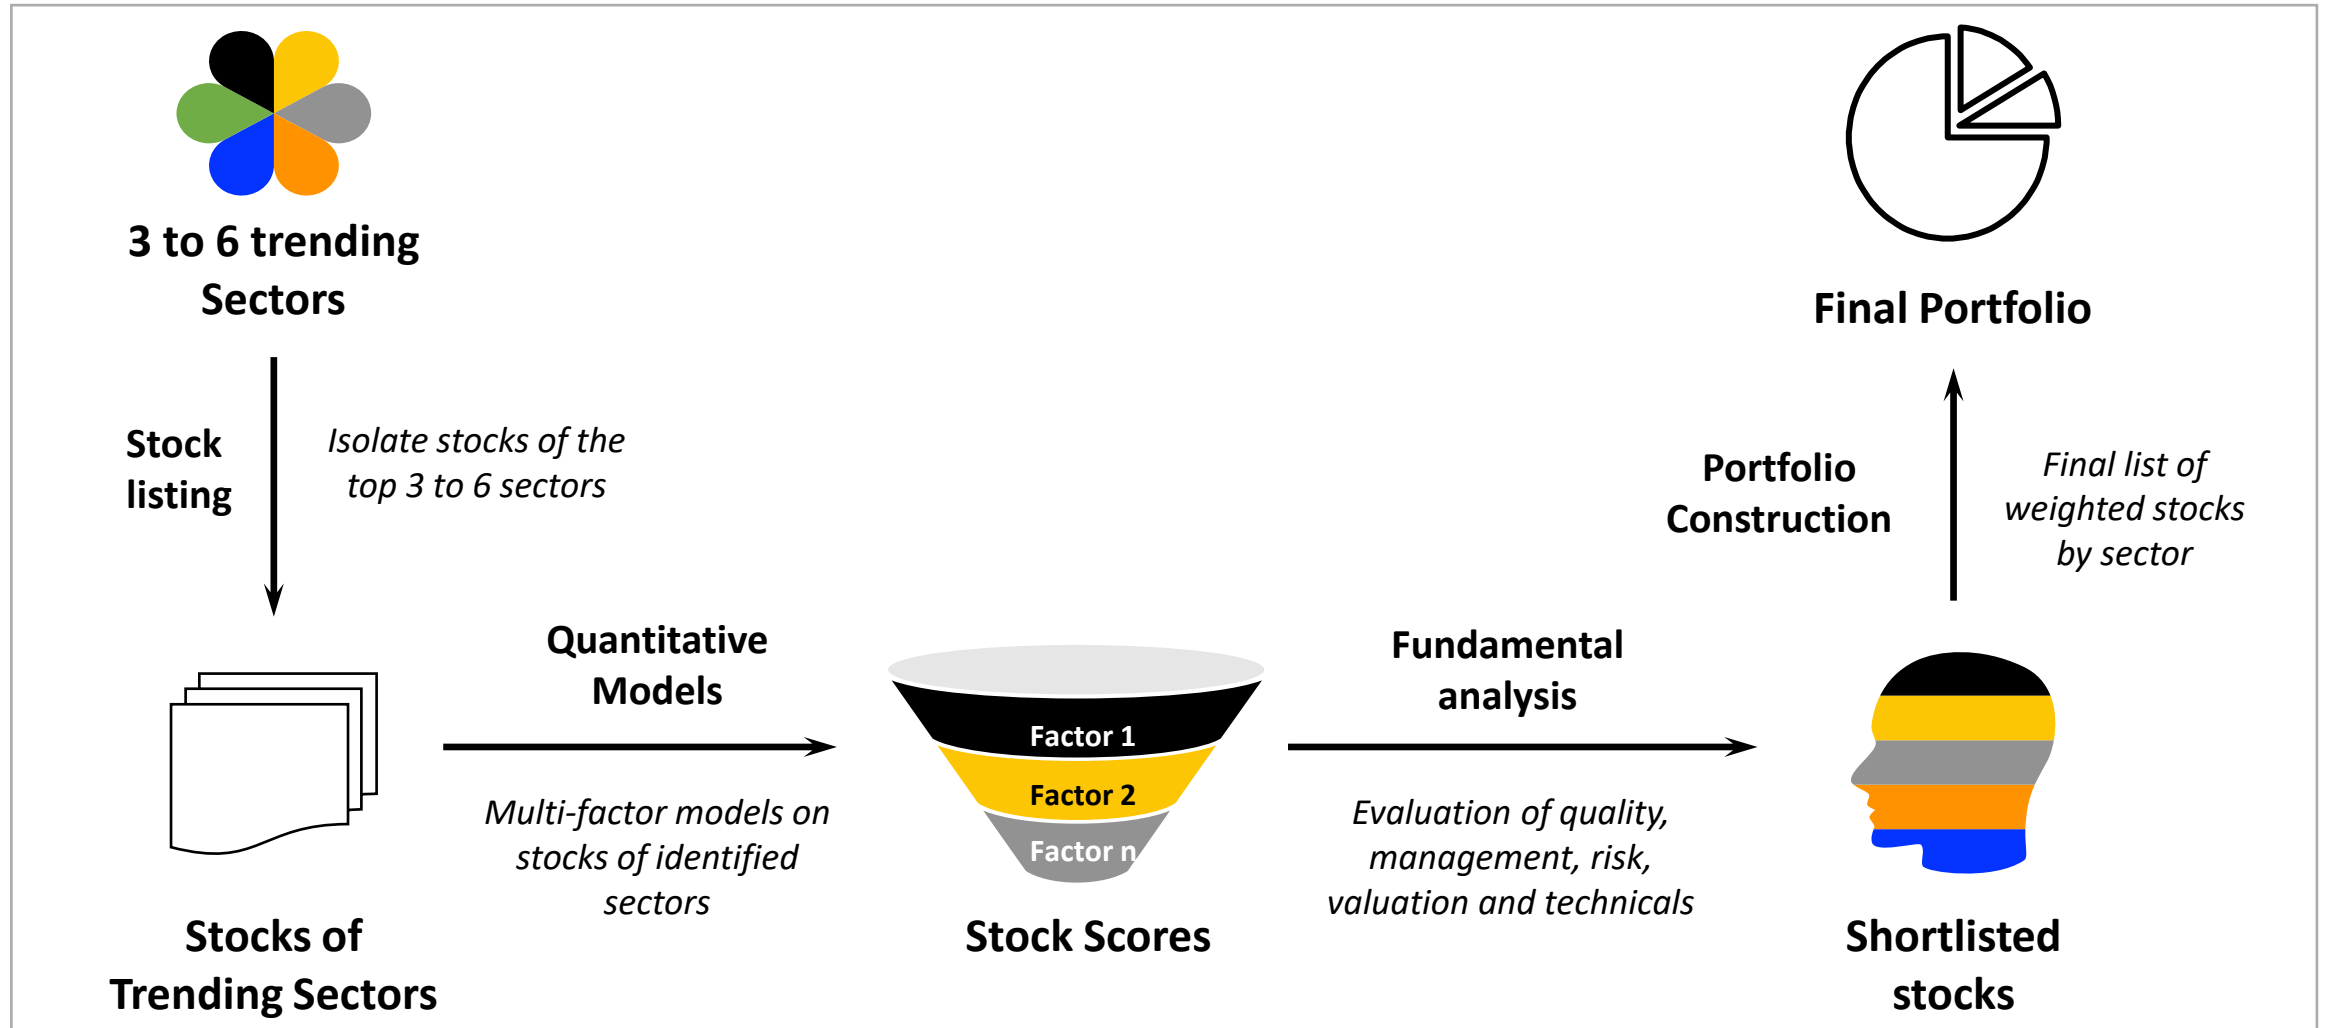 3 to 6 trending
Sectors
Stock
listing
Isolate stocks of the
top 3 to 6 sectors
Stocks of
Trending Sectors
Quantitative
Models
Multi-factor models on
stocks of identified
sectors
Factor 1
Factor 2
Factor n
Stock Scores
Fundamental
analysis
Evaluation of quality,
management, risk,
valuation and technicals
Shortlisted
stocks
Portfolio
Construction
Final list of
weighted stocks
by sector
Final Portfolio